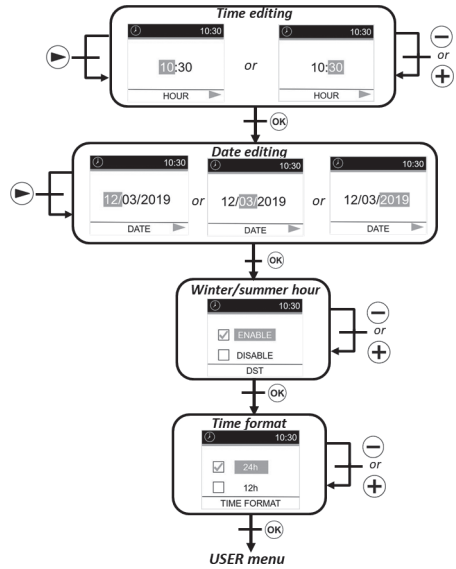 Time editing
10:30 10:30
10:30 or 10:30 or
HOUR HOUR
OK
Date editing
10:30 10:30 10:30
12/03/2019 or 12/03/2019 or 12/03/2019
DATE DATE DATE
OK
Winter/summer hour
10:30
ENABLE or
DISABLE
DST
OK
Time format
10:30
24h or
12h
TIME FORMAT
OK
USER menu